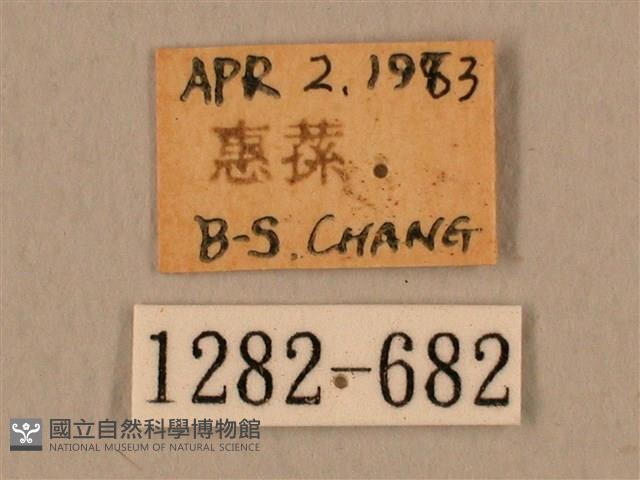 APR 2. 1983
惠蓀
B-S. CHANG
1282-682
國立自然科學博物館
NATIONAL MUSEUM OF NATURAL SCIENCE